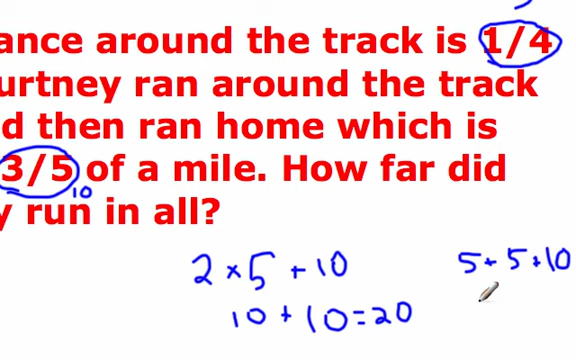 ance around the track is 1/4
urtney ran around the track
d then ran home which is
3/5 of a mile. How far did
10
y run in all?
2 × 5 + 10
5 + 5 + 10
10 + 10 = 20